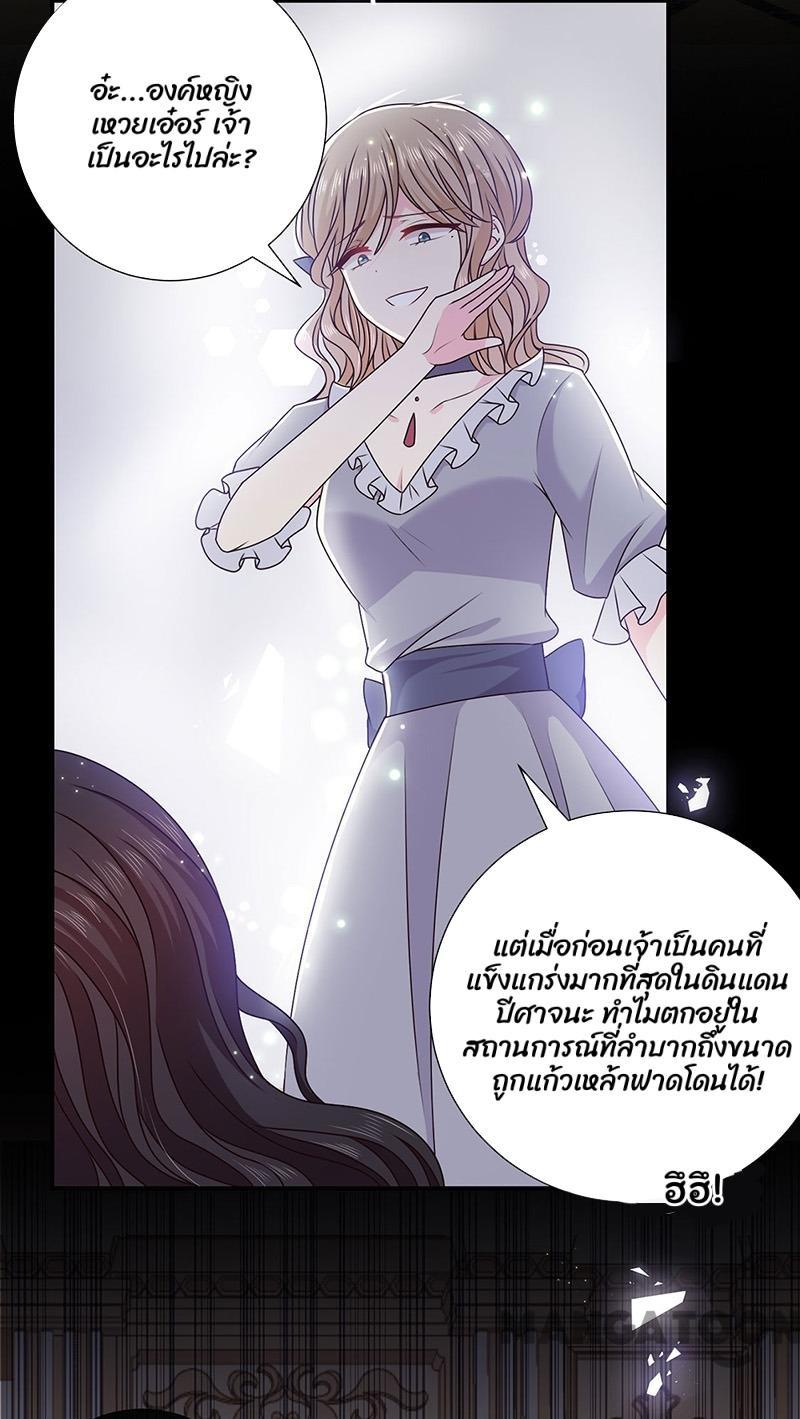 อ๋ะ...องค์หญิง
เหวยเอ๋อร์ เจ้า
เป็นอะไรไปล่ะ?
แต่เมื่อก่อนเจ้าเป็นคนที่
แข็งแกร่งมากที่สุดในดินแดน
ปีศาจนะ ทำไมตกอยู่ใน
สถานการณ์ที่ลำบากถึงขนาด
ถูกแก้วเหล้าฟาดโดนได้!
ฮึฮึ!
MANGATOON